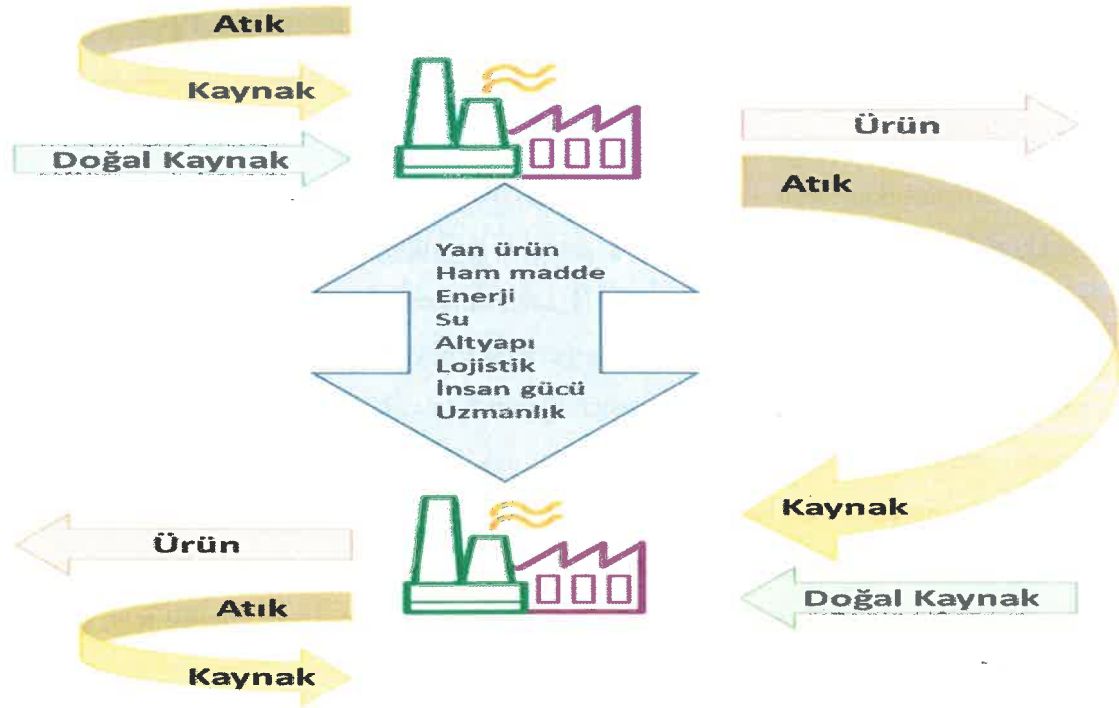 Atık
Kaynak
Doğal Kaynak
Ürün
Atık
Yan ürün
Ham madde
Enerji
Su
Altyapı
Lojistik
İnsan gücü
Uzmanlık
Kaynak
Ürün
Doğal Kaynak
Atık
Kaynak